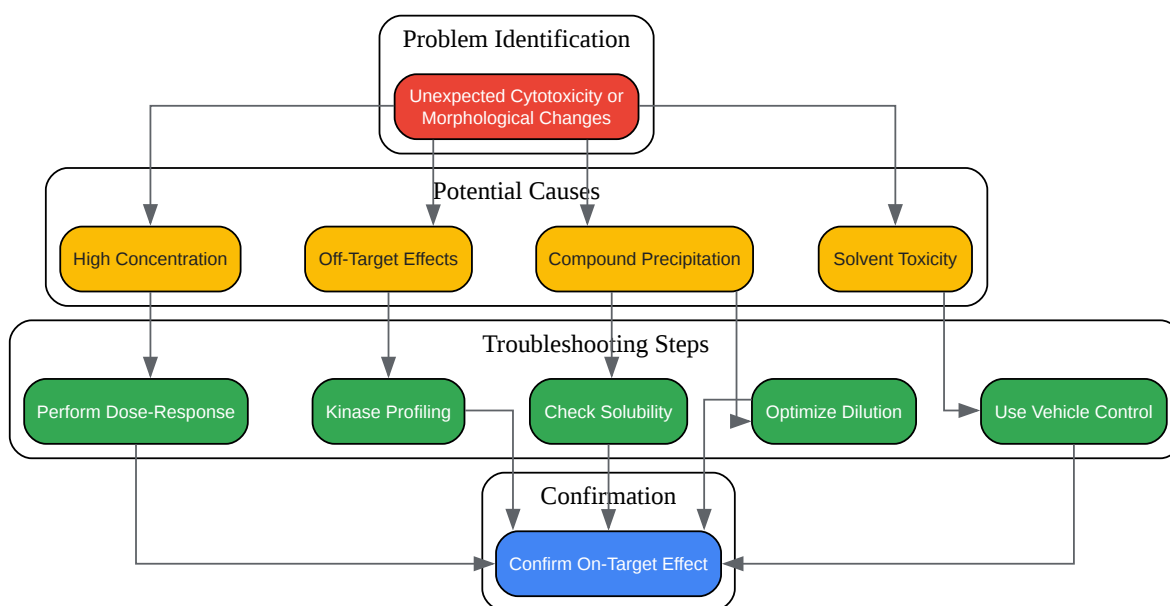 Problem Identification
Unexpected Cytotoxicity or
Morphological Changes
Potential Causes
High Concentration
Off-Target Effects
Compound Precipitation
Solvent Toxicity
Troubleshooting Steps
Perform Dose-Response
Kinase Profiling
Check Solubility
Optimize Dilution
Use Vehicle Control
Confirmation
Confirm On-Target Effect